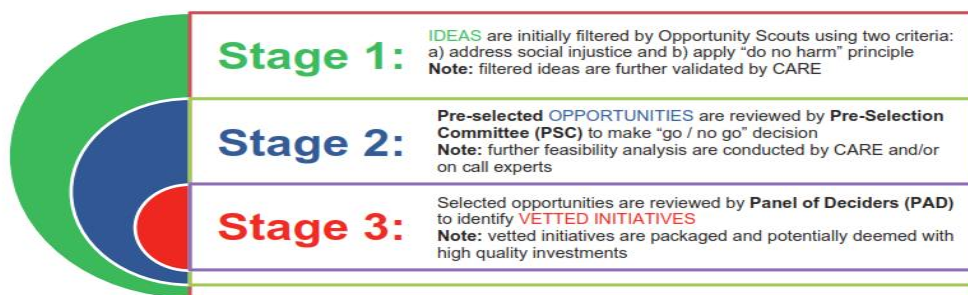 Stage 1:
IDEAS are initially filtered by Opportunity Scouts using two criteria:
a) address social injustice and b) apply “do no harm” principle
Note: filtered ideas are further validated by CARE
Stage 2:
Pre-selected OPPORTUNITIES are reviewed by Pre-Selection
Committee (PSC) to make “go / no go” decision
Note: further feasibility analysis are conducted by CARE and/or
on call experts
Stage 3:
Selected opportunities are reviewed by Panel of Deciders (PAD)
to identify VETTED INITIATIVES
Note: vetted initiatives are packaged and potentially deemed with
high quality investments